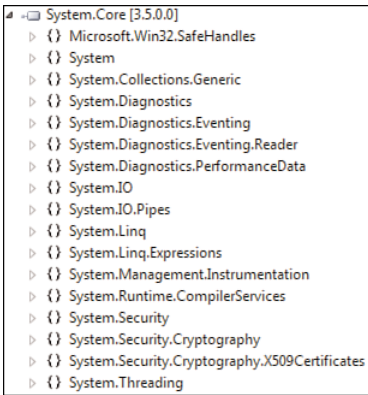 System.Core [3.5.0.0]
{} Microsoft.Win32.SafeHandles
{} System
{} System.Collections.Generic
{} System.Diagnostics
{} System.Diagnostics.Eventing
{} System.Diagnostics.Eventing.Reader
{} System.Diagnostics.PerformanceData
{} System.IO
{} System.IO.Pipes
{} System.Linq
{} System.Linq.Expressions
{} System.Management.Instrumentation
{} System.Runtime.CompilerServices
{} System.Security
{} System.Security.Cryptography
{} System.Security.Cryptography.X509Certificates
{} System.Threading